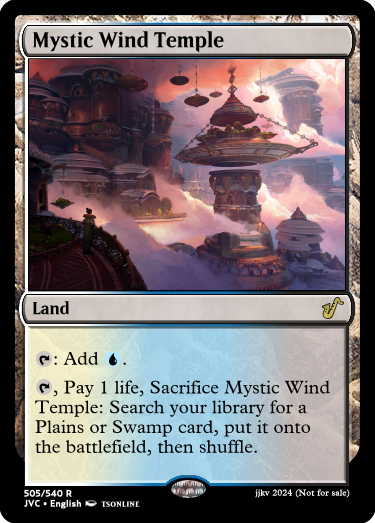 Mystic Wind Temple
Land
: Add .
, Pay 1 life, Sacrifice Mystic Wind
Temple: Search your library for a
Plains or Swamp card, put it onto
the battlefield, then shuffle.
505/540 R
jjkv 2024 (Not for sale)
JVC • English TSONLINE